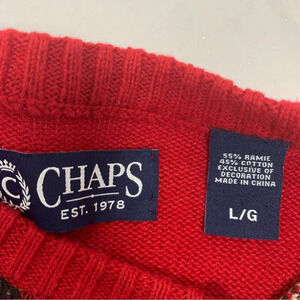 C CHAPS
EST. 1978
55% RAMIE
45% COTTON
EXCLUSIVE OF
DECORATION
MADE IN CHINA
L/G